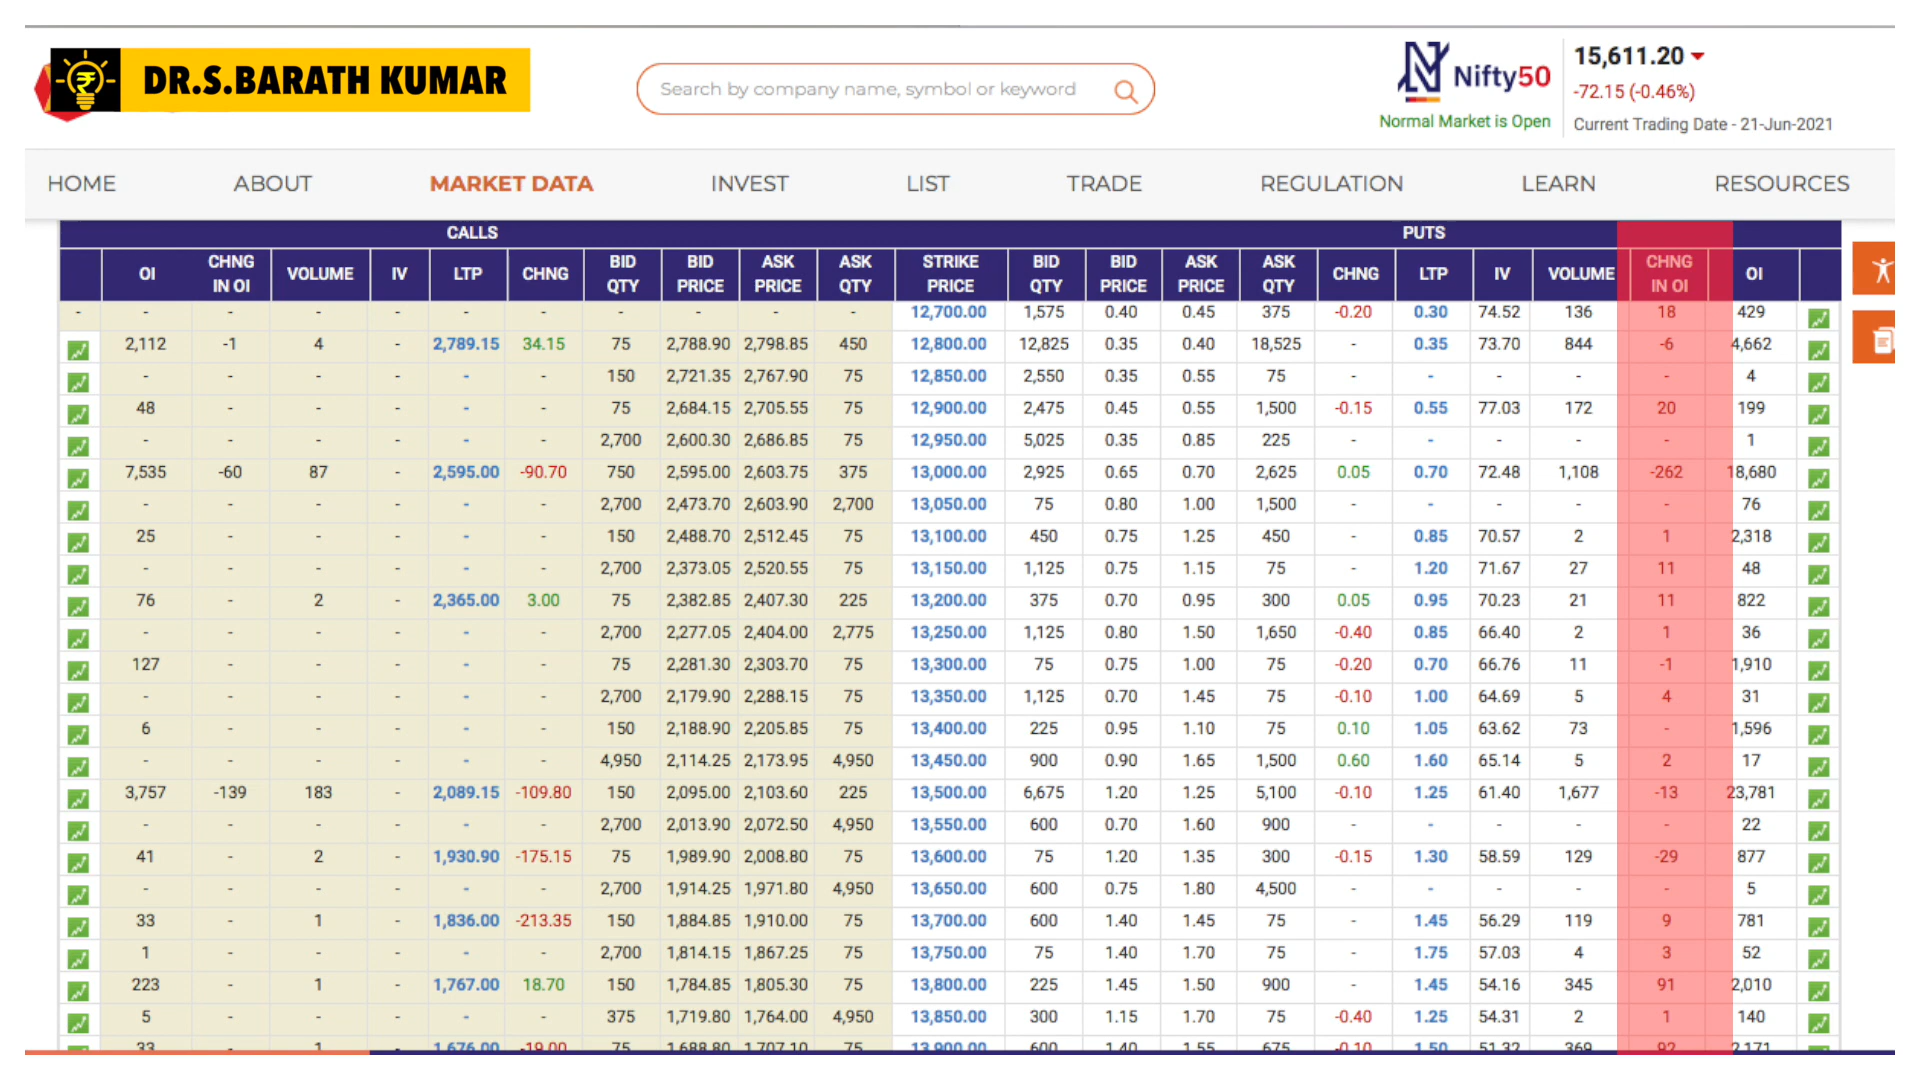 DR.S.BARATH KUMAR
Search by company name, symbol or keyword
Nifty50
Normal Market is Open
15,611.20
-72.15 (-0.46%)
Current Trading Date - 21-Jun-2021
HOME ABOUT MARKET DATA INVEST LIST TRADE REGULATION LEARN RESOURCES
CALLS PUTS
OI CHNG IN OI VOLUME IV LTP CHNG BID QTY BID PRICE ASK PRICE ASK QTY STRIKE PRICE BID QTY BID PRICE ASK PRICE ASK QTY CHNG LTP IV VOLUME CHNG IN OI OI
- - - - - - - - - - - 12,700.00 1,575 0.40 0.45 375 -0.20 0.30 74.52 136 18 429
2,112 -1 4 - 2,789.15 34.15 75 2,788.90 2,798.85 450 12,800.00 12,825 0.35 0.40 18,525 - 0.35 73.70 844 -6 4,662
- - - - - - 150 2,721.35 2,767.90 75 12,850.00 2,550 0.35 0.55 75 - - - - - 4
48 - - - - - 75 2,684.15 2,705.55 75 12,900.00 2,475 0.45 0.55 1,500 -0.15 0.55 77.03 172 20 199
- - - - - - 2,700 2,600.30 2,686.85 75 12,950.00 5,025 0.35 0.85 225 - - - - - 1
7,535 -60 87 - 2,595.00 -90.70 750 2,595.00 2,603.75 375 13,000.00 2,925 0.65 0.70 2,625 0.05 0.70 72.48 1,108 -262 18,680
- - - - - - 2,700 2,473.70 2,603.90 2,700 13,050.00 75 0.80 1.00 1,500 - - - - - 76
25 - - - - - 150 2,488.70 2,512.45 75 13,100.00 450 0.75 1.25 450 - 0.85 70.57 2 1 2,318
- - - - - - 2,700 2,373.05 2,520.55 75 13,150.00 1,125 0.75 1.15 75 - 1.20 71.67 27 11 48
76 - 2 - 2,365.00 3.00 75 2,382.85 2,407.30 225 13,200.00 375 0.70 0.95 300 0.05 0.95 70.23 21 11 822
- - - - - - 2,700 2,277.05 2,404.00 2,775 13,250.00 1,125 0.80 1.50 1,650 -0.40 0.85 66.40 2 1 36
127 - - - - - 75 2,281.30 2,303.70 75 13,300.00 75 0.75 1.00 75 -0.20 0.70 66.76 11 -1 1,910
- - - - - - 2,700 2,179.90 2,288.15 75 13,350.00 1,125 0.70 1.45 75 -0.10 1.00 64.69 5 4 31
6 - - - - - 150 2,188.90 2,205.85 75 13,400.00 225 0.95 1.10 75 0.10 1.05 63.62 73 - 1,596
- - - - - - 4,950 2,114.25 2,173.95 4,950 13,450.00 900 0.90 1.65 1,500 0.60 1.60 65.14 5 2 17
3,757 -139 183 - 2,089.15 -109.80 150 2,095.00 2,103.60 225 13,500.00 6,675 1.20 1.25 5,100 -0.10 1.25 61.40 1,677 -13 23,781
- - - - - - 2,700 2,013.90 2,072.50 4,950 13,550.00 600 0.70 1.60 900 - - - - - 22
41 - 2 - 1,930.90 -175.15 75 1,989.90 2,008.80 75 13,600.00 75 1.20 1.35 300 -0.15 1.30 58.59 129 -29 877
- - - - - - 2,700 1,914.25 1,971.80 4,950 13,650.00 600 0.75 1.80 4,500 - - - - - 5
33 - 1 - 1,836.00 -213.35 150 1,884.85 1,910.00 75 13,700.00 600 1.40 1.45 75 - 1.45 56.29 119 9 781
1 - - - - - 2,700 1,814.15 1,867.25 75 13,750.00 75 1.40 1.70 75 - 1.75 57.03 4 3 52
223 - 1 - 1,767.00 18.70 150 1,784.85 1,805.30 75 13,800.00 225 1.45 1.50 900 - 1.45 54.16 345 91 2,010
5 - - - - - 375 1,719.80 1,764.00 4,950 13,850.00 300 1.15 1.70 75 -0.40 1.25 54.31 2 1 140
33 - 1 - 1,676.00 -19.00 75 1,688.80 1,707.10 75 13,900.00 600 1.40 1.55 675 -0.10 1.50 51.32 369 92 2,171